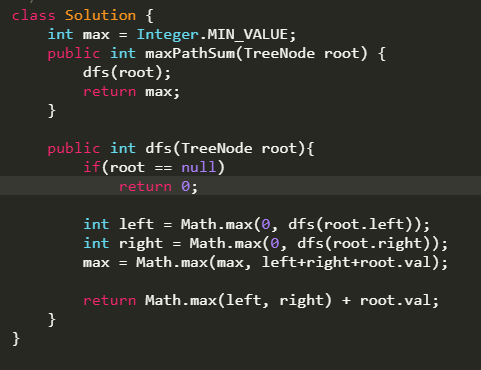 class Solution {
    int max = Integer.MIN_VALUE;
    public int maxPathSum(TreeNode root) {
        dfs(root);
        return max;
    }

    public int dfs(TreeNode root){
        if(root == null)
            return 0;

        int left = Math.max(0, dfs(root.left));
        int right = Math.max(0, dfs(root.right));
        max = Math.max(max, left+right+root.val);

        return Math.max(left, right) + root.val;
    }
}